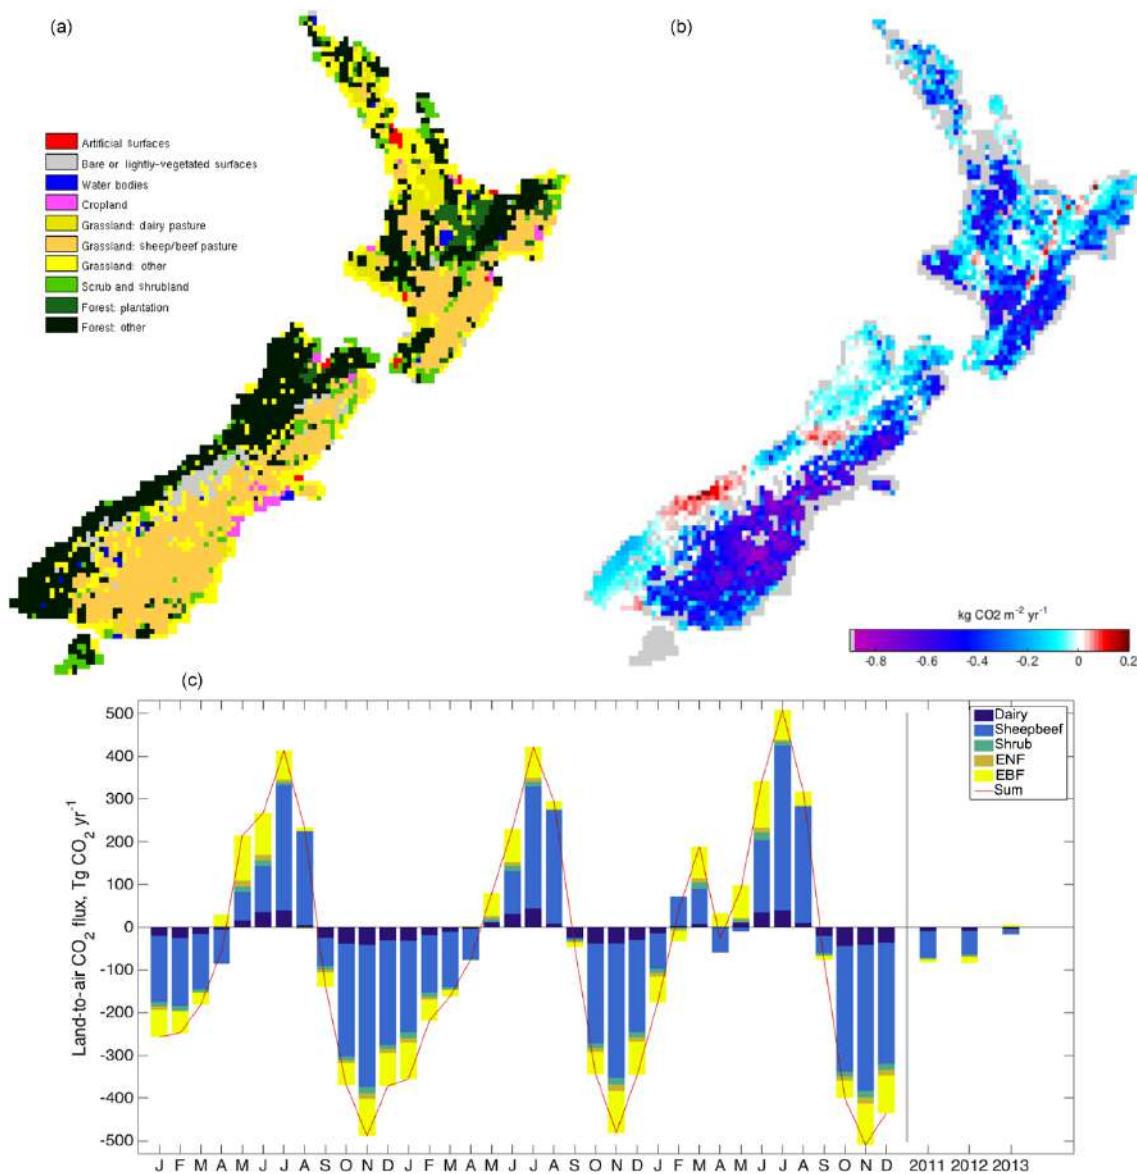 (a)
(b)
Artificial surfaces
Bare or lightly-vegetated surfaces
Water bodies
Cropland
Grassland: dairy pasture
Grassland: sheep/beef pasture
Grassland: other
Scrub and shrubland
Forest: plantation
Forest: other
kg CO2 m⁻² yr⁻¹
-0.8 -0.6 -0.4 -0.2 0 0.2
(c)
Land-to-air CO₂ flux, Tg CO₂ yr⁻¹
500
400
300
200
100
0
-100
-200
-300
-400
-500
Dairy
Sheepbeef
Shrub
ENF
EBF
Sum
J F M A M J J A S O N D J F M A M J J A S O N D J F M A M J J A S O N D 2011 2012 2013